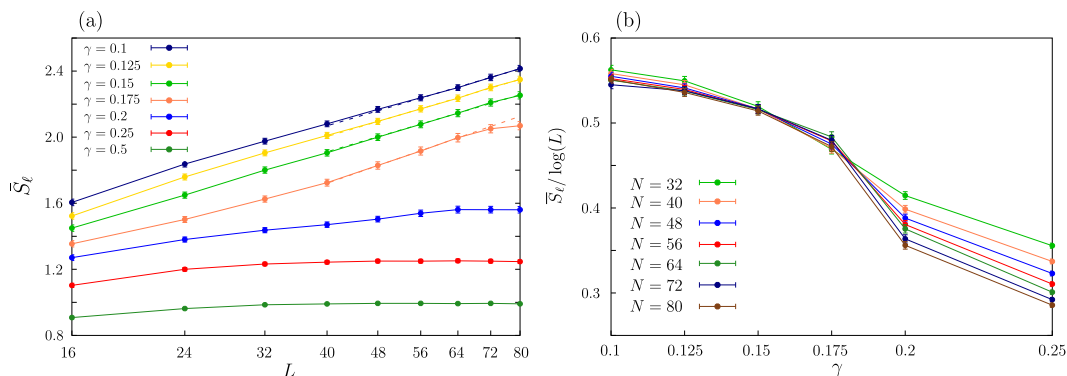 (a)
γ = 0.1
γ = 0.125
γ = 0.15
γ = 0.175
γ = 0.2
γ = 0.25
γ = 0.5
2.4
2.0
1.6
1.2
0.8
S̄ℓ
16 24 32 40 48 56 64 72 80
L
(b)
0.6
0.5
0.4
0.3
S̄ℓ/ log(L)
N = 32
N = 40
N = 48
N = 56
N = 64
N = 72
N = 80
0.1 0.125 0.15 0.175 0.2 0.25
γ